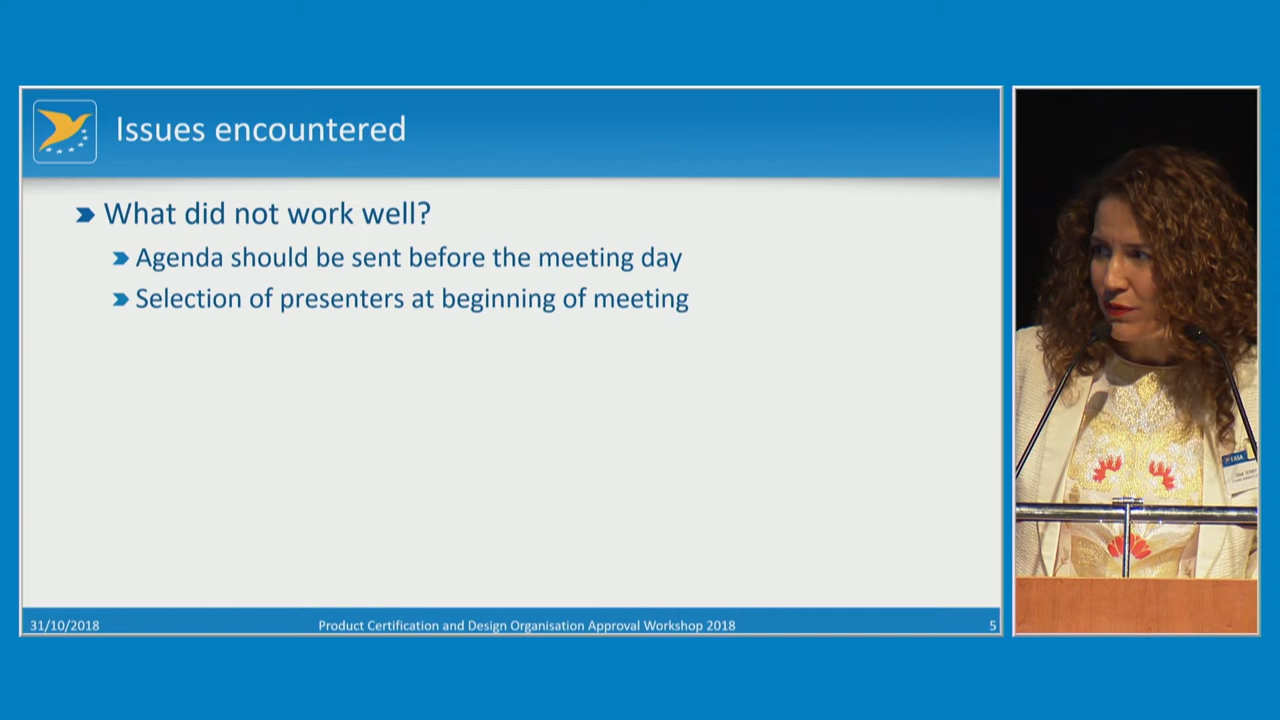 Issues encountered
What did not work well?
Agenda should be sent before the meeting day
Selection of presenters at beginning of meeting
31/10/2018
Product Certification and Design Organisation Approval Workshop 2018
5
EASA